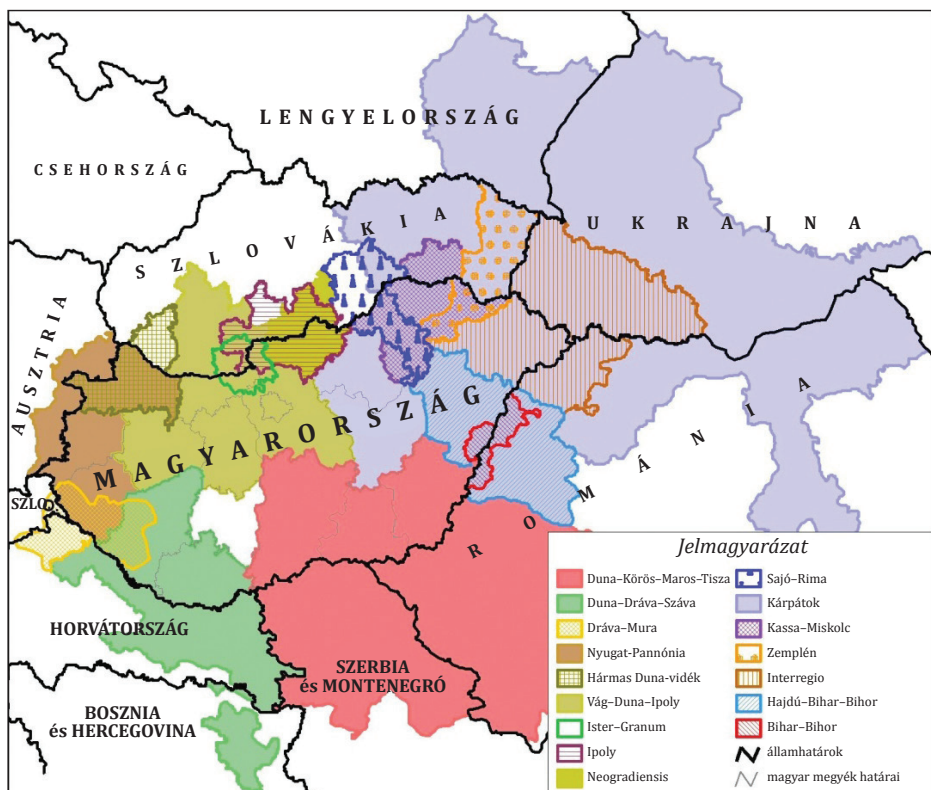 LENGYELORSZÁG
CSEHORSZÁG
SZLOVÁKIA
UKRAJNA
AUSZTRIA
MAGYARORSZÁG
ROMÁNIA
SZLO.
HORVÁTORSZÁG
SZERBIA
és MONTENEGRÓ
BOSZNIA
és HERCEGOVINA
Jelmagyarázat
Duna–Körös–Maros–Tisza
Duna–Dráva–Száva
Dráva–Mura
Nyugat-Pannónia
Hármas Duna-vidék
Vág–Duna–Ipoly
Ister–Granum
Ipoly
Neogradiensis
Sajó–Rima
Kárpátok
Kassa–Miskolc
Zemplén
Interregio
Hajdú–Bihar–Bihor
Bihar–Bihor
államhatárok
magyar megyék határai